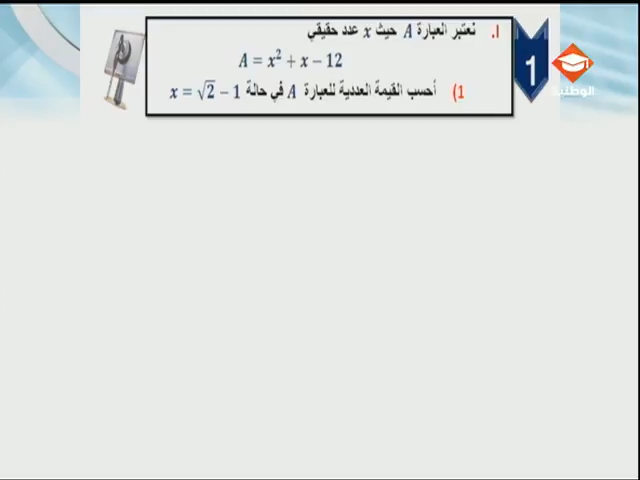 I. نعتبر العبارة A حيث x عدد حقيقي
A = x² + x − 12
1) أحسب القيمة العددية للعبارة A في حالة x = √2 − 1
1
الوطنية